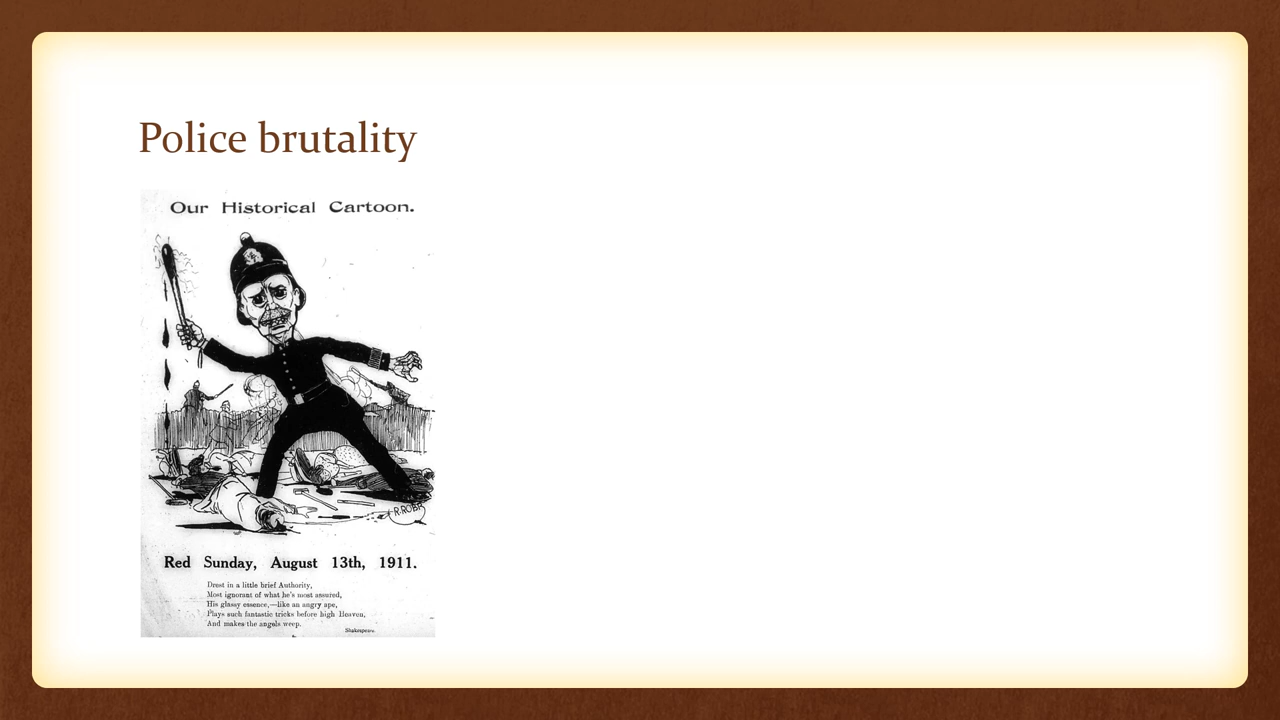 Police brutality
Our Historical Cartoon.
Red Sunday, August 13th, 1911.
Drest in a little brief Authority,
Most ignorant of what he's most assured,
His glassy essence,—like an angry ape,
Plays such fantastic tricks before high Heaven,
And makes the angels weep.
Shakespeare.